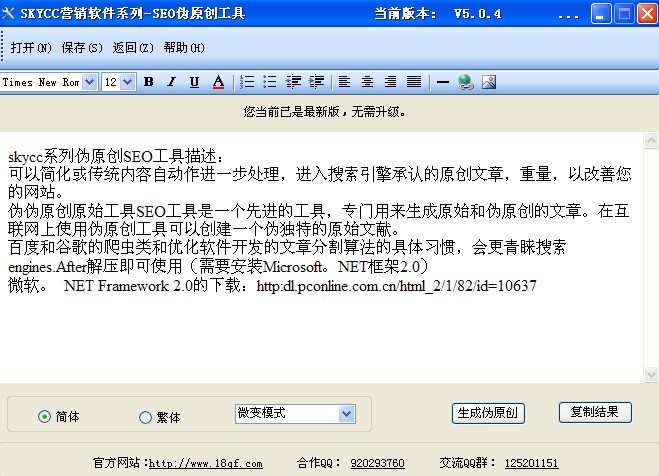 SKYCC营销软件系列-SEO伪原创工具 当前版本: V5.0.4 ...
打开(N) 保存(S) 返回(Z) 帮助(H)
Times New Rom 12 B I U A
您当前已是最新版，无需升级。
skycc系列伪原创SEO工具描述：
可以简化或传统内容自动作进一步处理，进入搜索引擎承认的原创文章，重量，以改善您
的网站。
伪伪原创原始工具SEO工具是一个先进的工具，专门用来生成原始和伪原创的文章。在互
联网上使用伪原创工具可以创建一个伪独特的原始文献。
百度和谷歌的爬虫类和优化软件开发的文章分割算法的具体习惯，会更青睐搜索
engines.After解压即可使用（需要安装Microsoft。NET框架2.0）
微软。 NET Framework 2.0的下载：http:dl.pconline.com.cn/html_2/1/82/id=10637
简体 繁体 微变模式 生成伪原创 复制结果
官方网站:http://www.18qf.com 合作QQ: 920293760 交流QQ群: 125201151